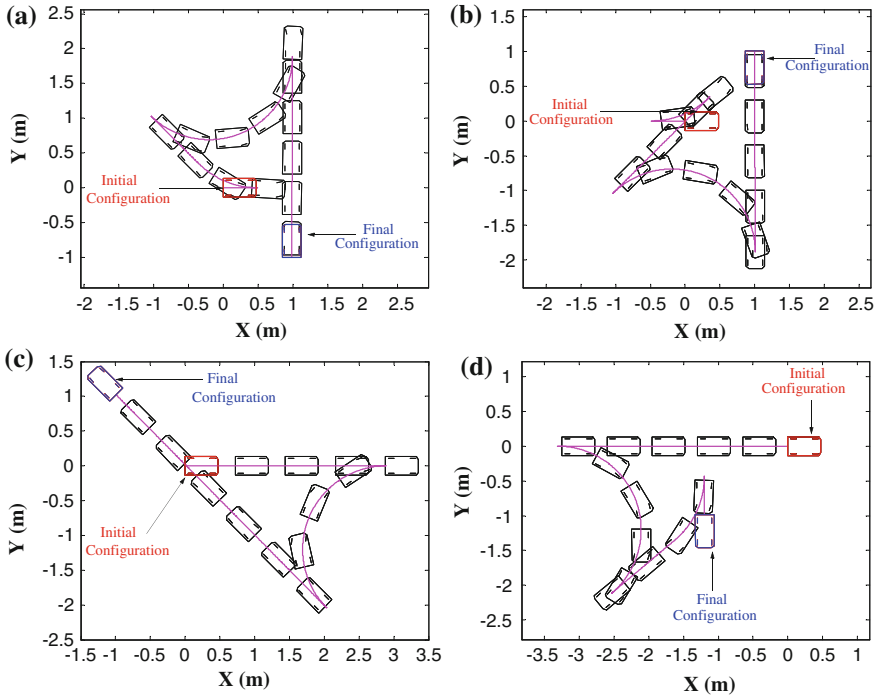 (a)
2.5
2
1.5
1
0.5
0
-0.5
-1
Y (m)
Initial
Configuration
Final
Configuration
-2 -1.5 -1 -0.5 0 0.5 1 1.5 2 2.5
X (m)
(b)
1.5
1
0.5
0
-0.5
-1
-1.5
-2
Y (m)
Final
Configuration
Initial
Configuration
-2 -1.5 -1 -0.5 0 0.5 1 1.5 2 2.5
X (m)
(c)
1.5
1
0.5
0
-0.5
-1
-1.5
-2
-2.5
Y (m)
Final
Configuration
Initial
Configuration
-1.5 -1 -0.5 0 0.5 1 1.5 2 2.5 3 3.5
X (m)
(d)
1
0.5
0
-0.5
-1
-1.5
-2
-2.5
Y (m)
Initial
Configuration
Final
Configuration
-3.5 -3 -2.5 -2 -1.5 -1 -0.5 0 0.5 1
X (m)